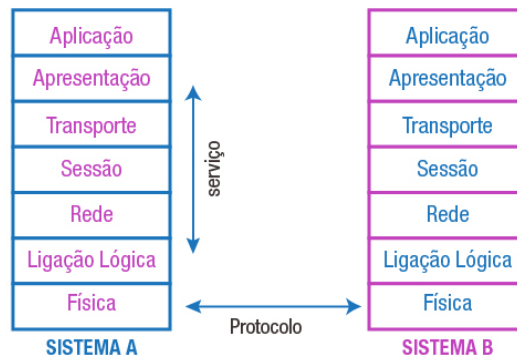 Aplicação
Apresentação
Transporte
Sessão
Rede
Ligação Lógica
Física
SISTEMA A
serviço
Protocolo
Aplicação
Apresentação
Transporte
Sessão
Rede
Ligação Lógica
Física
SISTEMA B